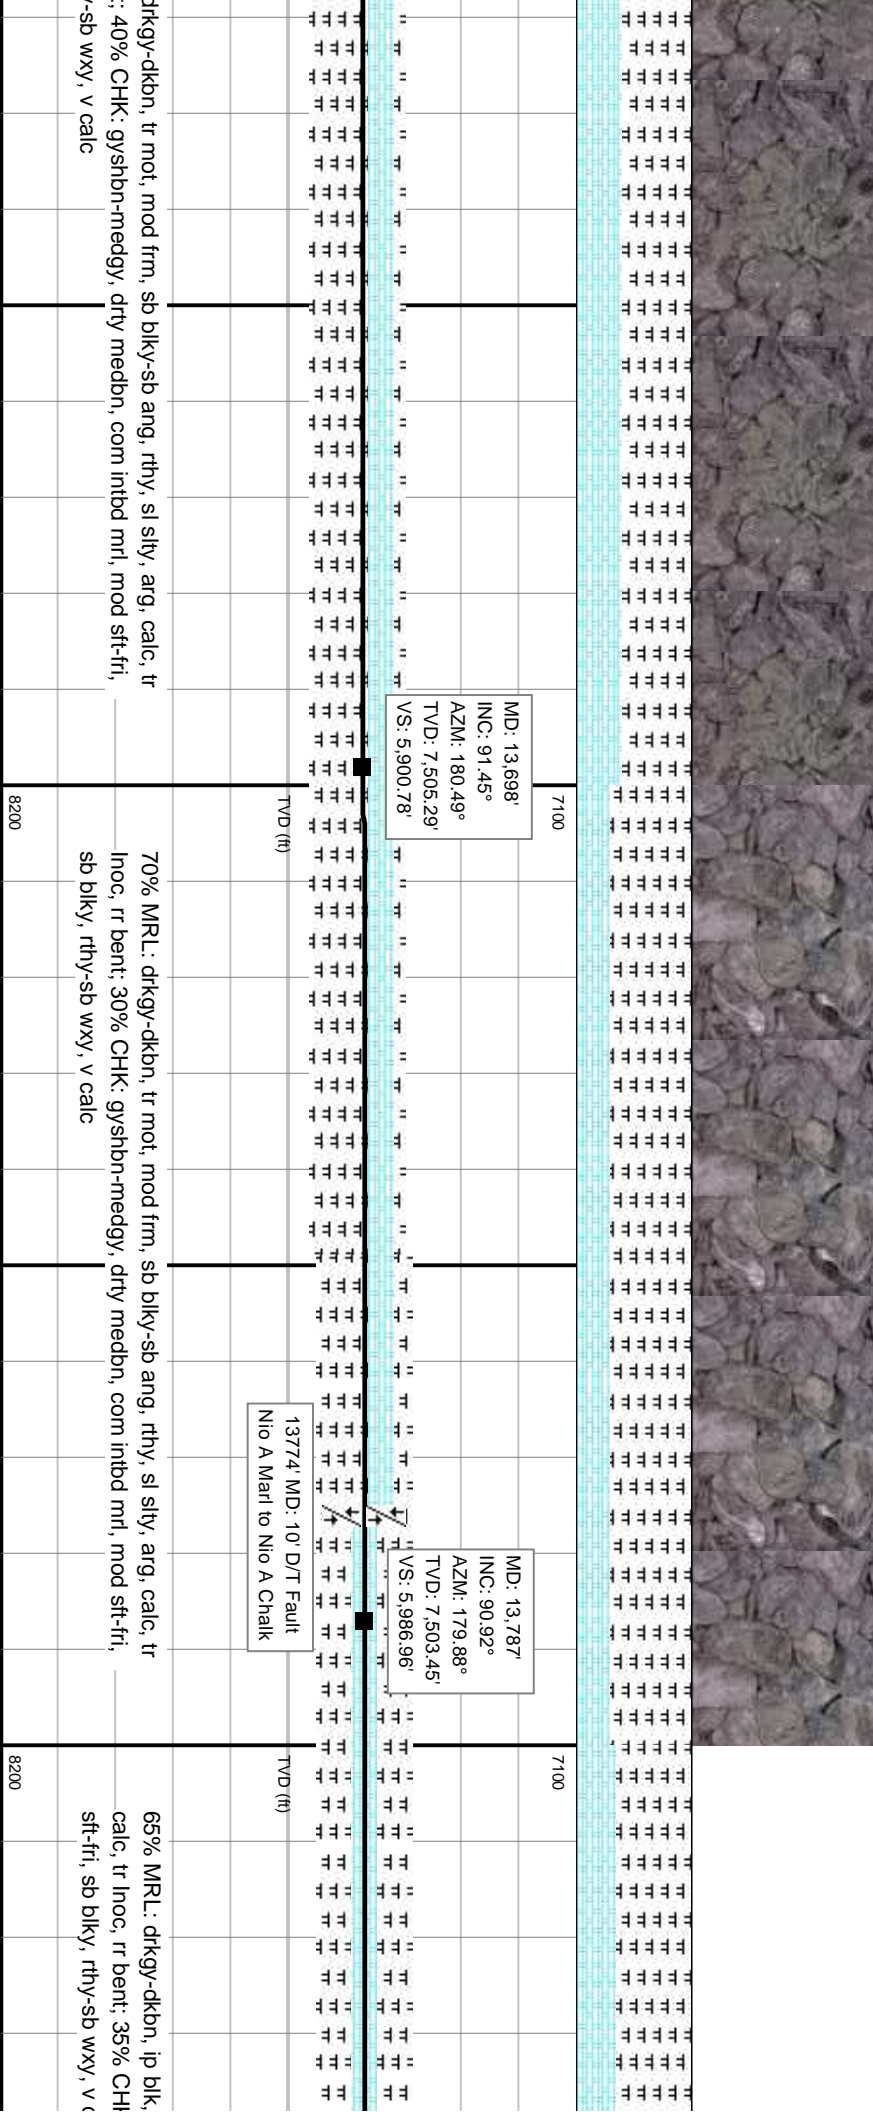 drkgy-dkbn, tr mot, mod frm, sb blky-sb ang, rthy, sl slty, arg, calc, tr
; 40% CHK: gyshbn-medgy, drty medbn, com intbd mrl, mod sft-fri,
-sb wxy, v calc
MD: 13,698'
INC: 91.45°
AZM: 180.49°
TVD: 7,505.29'
VS: 5,900.78'
7100
TVD (ft)
8200
70% MRL: drkgy-dkbn, tr mot, mod frm, sb blky-sb ang, rthy, sl slty, arg, calc, tr
Inoc, rr bent; 30% CHK: gyshbn-medgy, drty medbn, com intbd mrl, mod sft-fri,
sb blky, rthy-sb wxy, v calc
13774' MD: 10' D/T Fault
Nio A Marl to Nio A Chalk
MD: 13,787'
INC: 90.92°
AZM: 179.88°
TVD: 7,503.45'
VS: 5,986.96'
7100
TVD (ft)
8200
65% MRL: drkgy-dkbn, ip blk,
calc, tr Inoc, rr bent; 35% CHK
sft-fri, sb blky, rthy-sb wxy, v